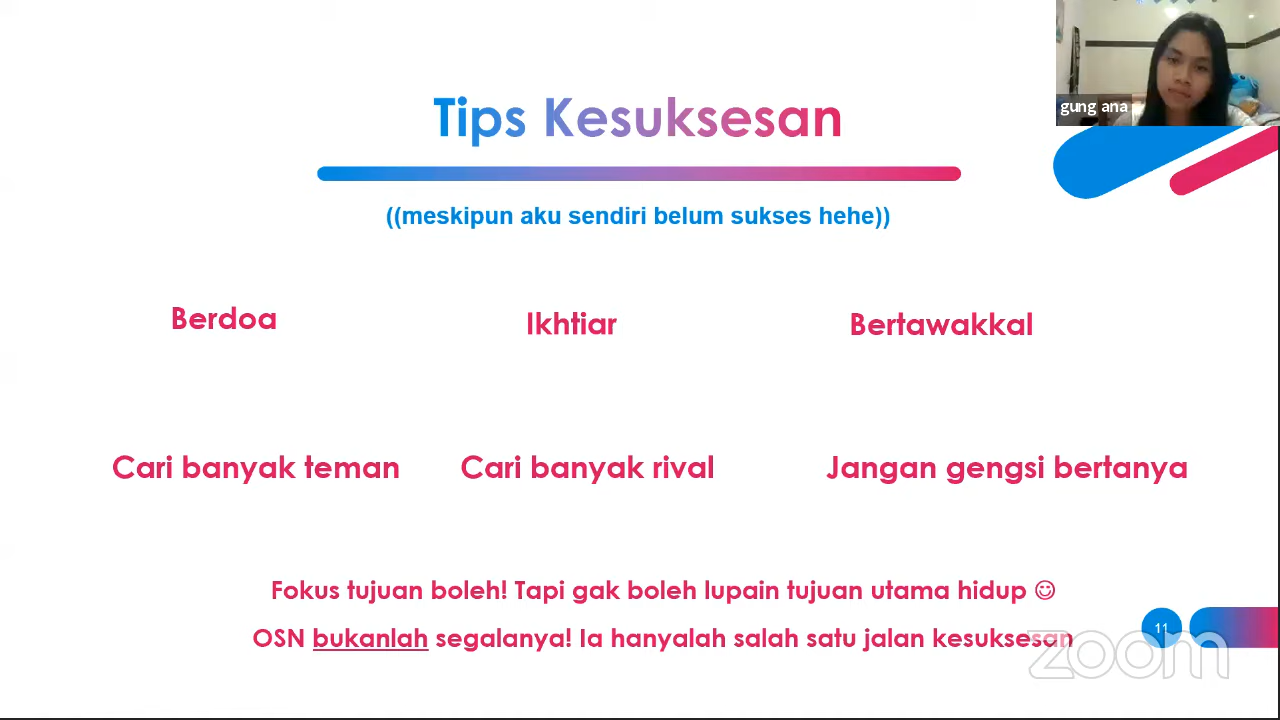 gung ana
Tips Kesuksesan
((meskipun aku sendiri belum sukses hehe))
Berdoa
Ikhtiar
Bertawakkal
Cari banyak teman
Cari banyak rival
Jangan gengsi bertanya
Fokus tujuan boleh! Tapi gak boleh lupain tujuan utama hidup ☺
OSN bukanlah segalanya! Ia hanyalah salah satu jalan kesuksesan
11
zoom